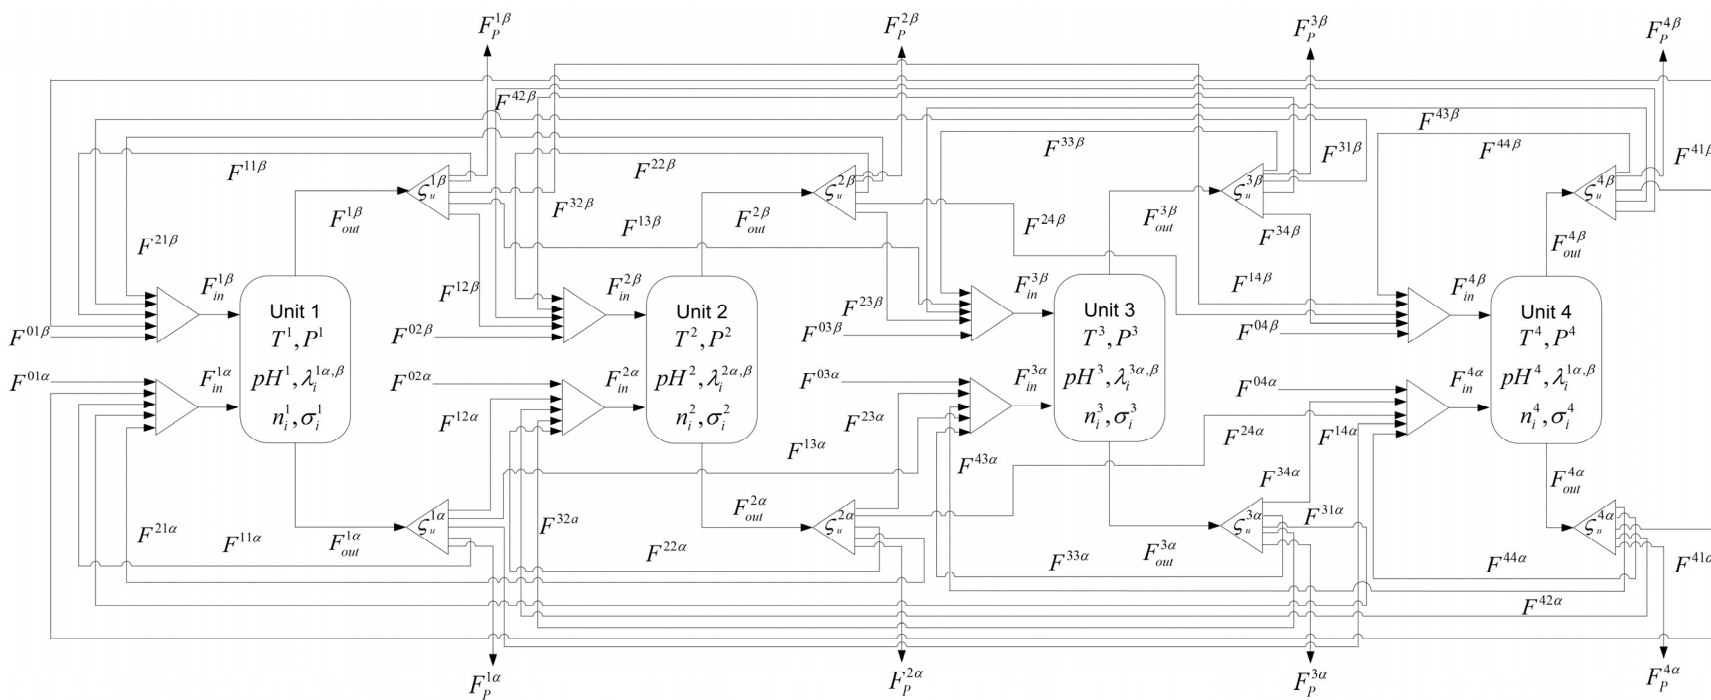 F_P^{1β} F_P^{2β} F_P^{3β} F_P^{4β}
F^{42β} F^{43β}
F^{11β} F^{22β} F^{33β} F^{31β} F^{44β} F^{41β}
ς_u^{1β} ς_u^{2β} ς_u^{3β} ς_u^{4β}
F^{32β}
F_{out}^{1β} F^{13β} F_{out}^{2β} F^{24β} F_{out}^{3β} F^{34β} F_{out}^{4β}
F^{21β}
F_{in}^{1β} F^{12β} F_{in}^{2β} F^{23β} F_{in}^{3β} F^{14β} F_{in}^{4β}
F^{01β} F^{02β} F^{03β} F^{04β}
Unit 1
T^1, P^1
pH^1, λ_i^{1α,β}
n_i^1, σ_i^1
Unit 2
T^2, P^2
pH^2, λ_i^{2α,β}
n_i^2, σ_i^2
Unit 3
T^3, P^3
pH^3, λ_i^{3α,β}
n_i^3, σ_i^3
Unit 4
T^4, P^4
pH^4, λ_i^{1α,β}
n_i^4, σ_i^4
F^{01α} F^{02α} F^{03α} F^{04α}
F_{in}^{1α} F_{in}^{2α} F_{in}^{3α} F_{in}^{4α}
F^{12α} F^{23α} F^{24α} F^{14α}
F^{13α} F^{43α} F^{34α}
F_{out}^{2α} F_{out}^{4α}
ς_u^{1α} ς_u^{2α} ς_u^{3α} ς_u^{4α}
F^{21α} F^{11α} F_{out}^{1α} F^{32a} F^{22α} F^{33α} F_{out}^{3α} F^{31α} F^{44α} F^{41α}
F^{42α}
F_P^{1α} F_P^{2α} F_P^{3α} F_P^{4α}